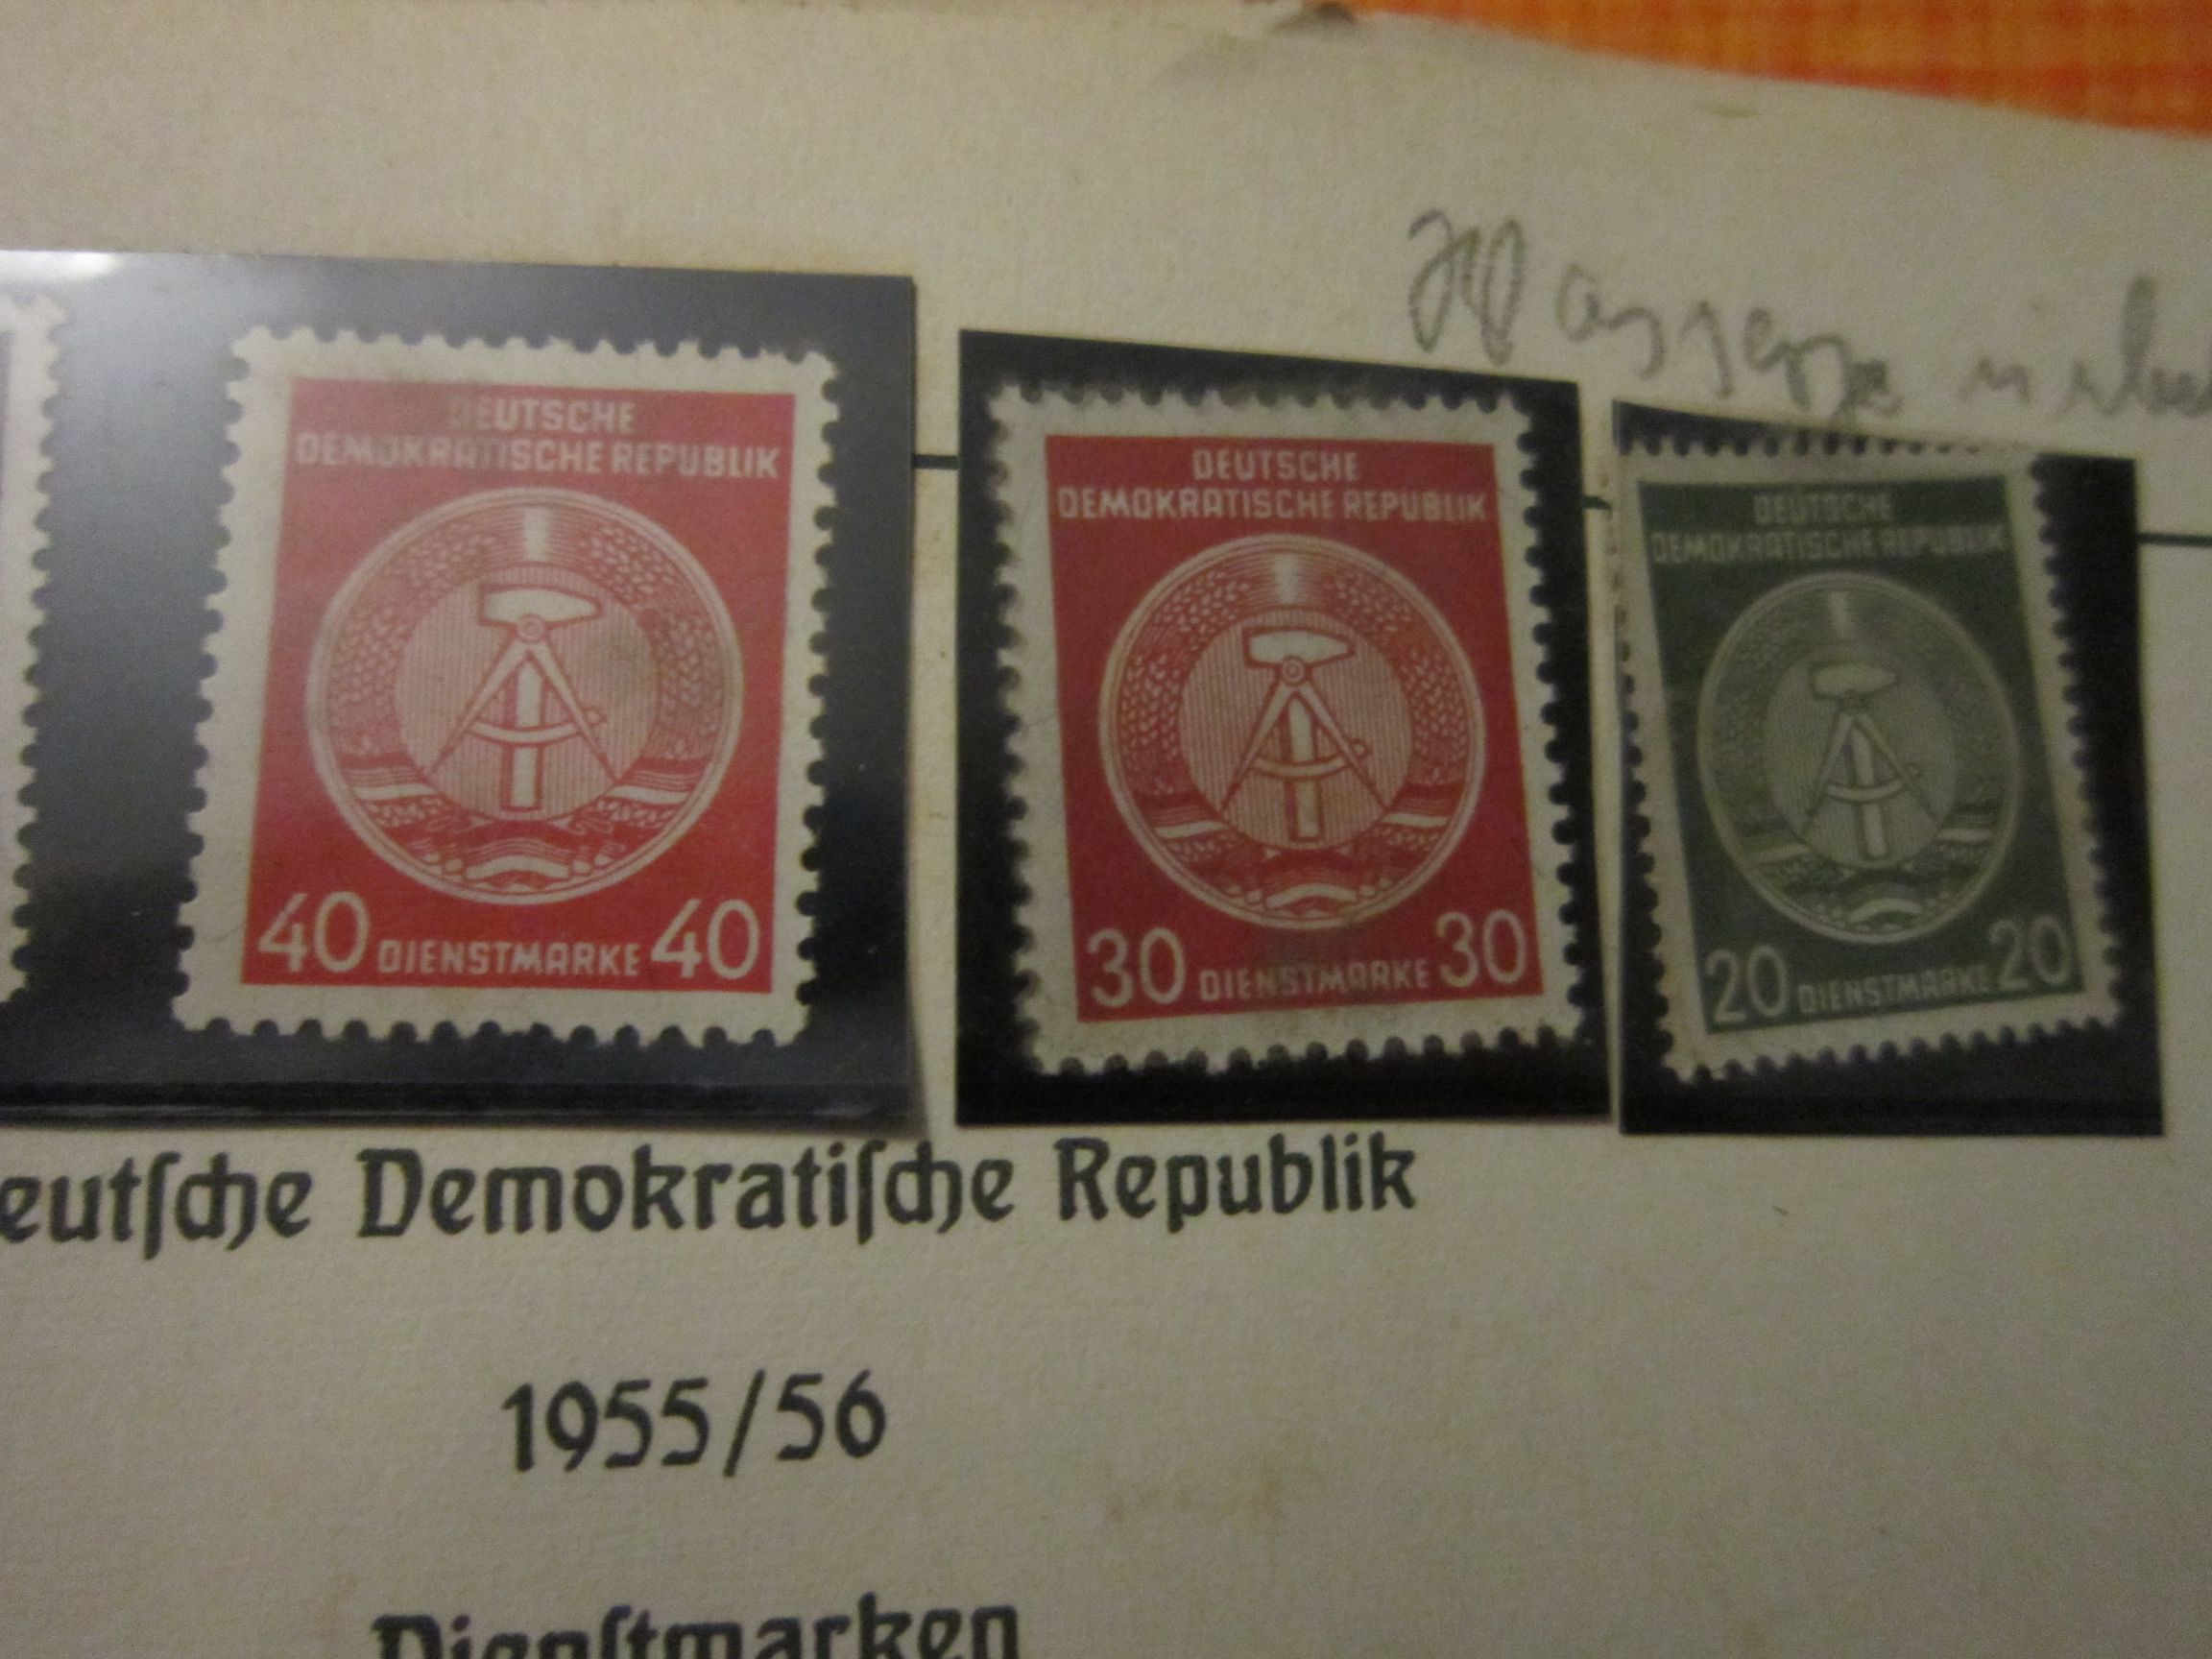 DEUTSCHE
DEMOKRATISCHE REPUBLIK
40 DIENSTMARKE 40
DEUTSCHE
DEMOKRATISCHE REPUBLIK
30 DIENSTMARKE 30
DEUTSCHE
DEMOKRATISCHE REPUBLIK
20 DIENSTMARKE 20
eutſche Demokratiſche Republik
1955/56
Dienſtmarken